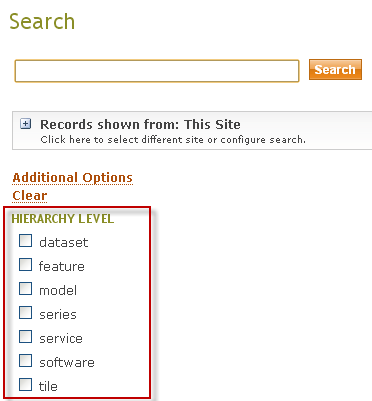 Search
Search
Records shown from: This Site
Click here to select different site or configure search.
Additional Options
Clear
HIERARCHY LEVEL
dataset
feature
model
series
service
software
tile